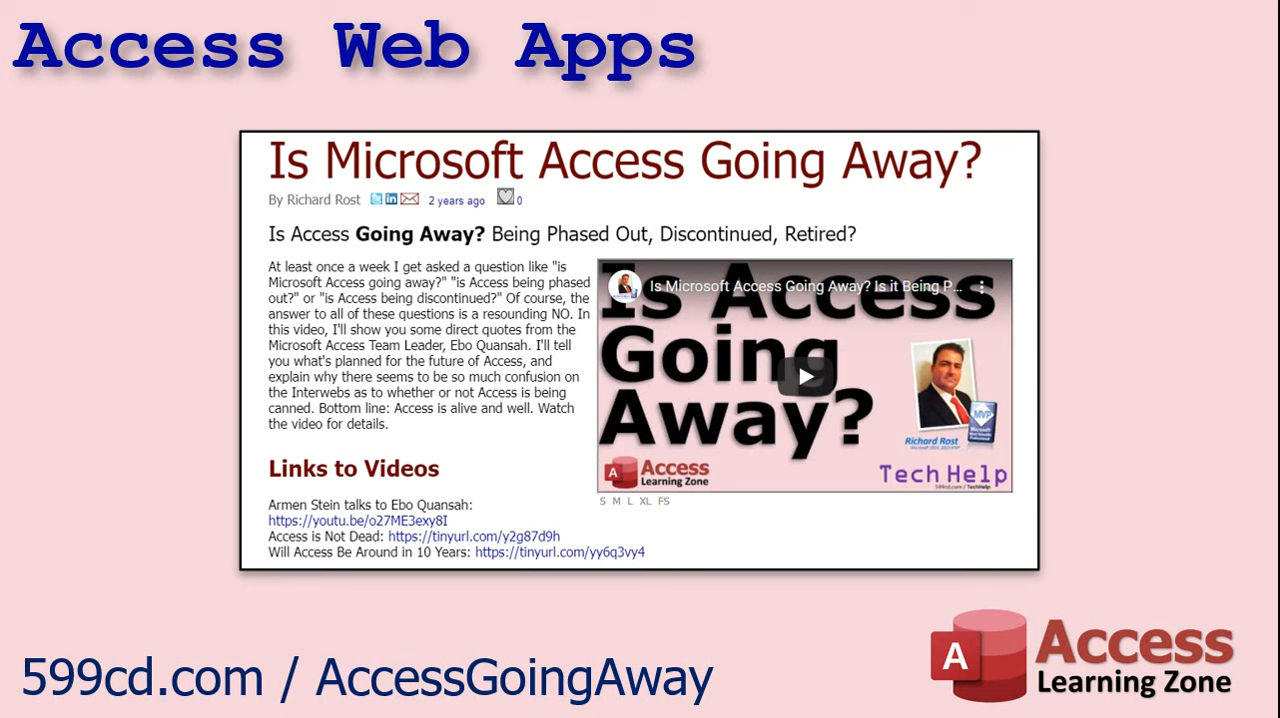 Access Web Apps
Is Microsoft Access Going Away?
By Richard Rost 2 years ago 0
Is Access Going Away? Being Phased Out, Discontinued, Retired?
At least once a week I get asked a question like "is
Microsoft Access going away?" "is Access being phased
out?" or "is Access being discontinued?" Of course, the
answer to all of these questions is a resounding NO. In
this video, I'll show you some direct quotes from the
Microsoft Access Team Leader, Ebo Quansah. I'll tell
you what's planned for the future of Access, and
explain why there seems to be so much confusion on
the Interwebs as to whether or not Access is being
canned. Bottom line: Access is alive and well. Watch
the video for details.
Is Access
Is Microsoft Access Going Away? Is it Being P...
Going
Away?
MVP
Richard Rost
A Access
Learning Zone
Tech Help
599cd.com / TechHelp
S M L XL FS
Links to Videos
Armen Stein talks to Ebo Quansah:
https://youtu.be/o27ME3exy8I
Access is Not Dead: https://tinyurl.com/y2g87d9h
Will Access Be Around in 10 Years: https://tinyurl.com/yy6q3vy4
599cd.com / AccessGoingAway
A Access
Learning Zone